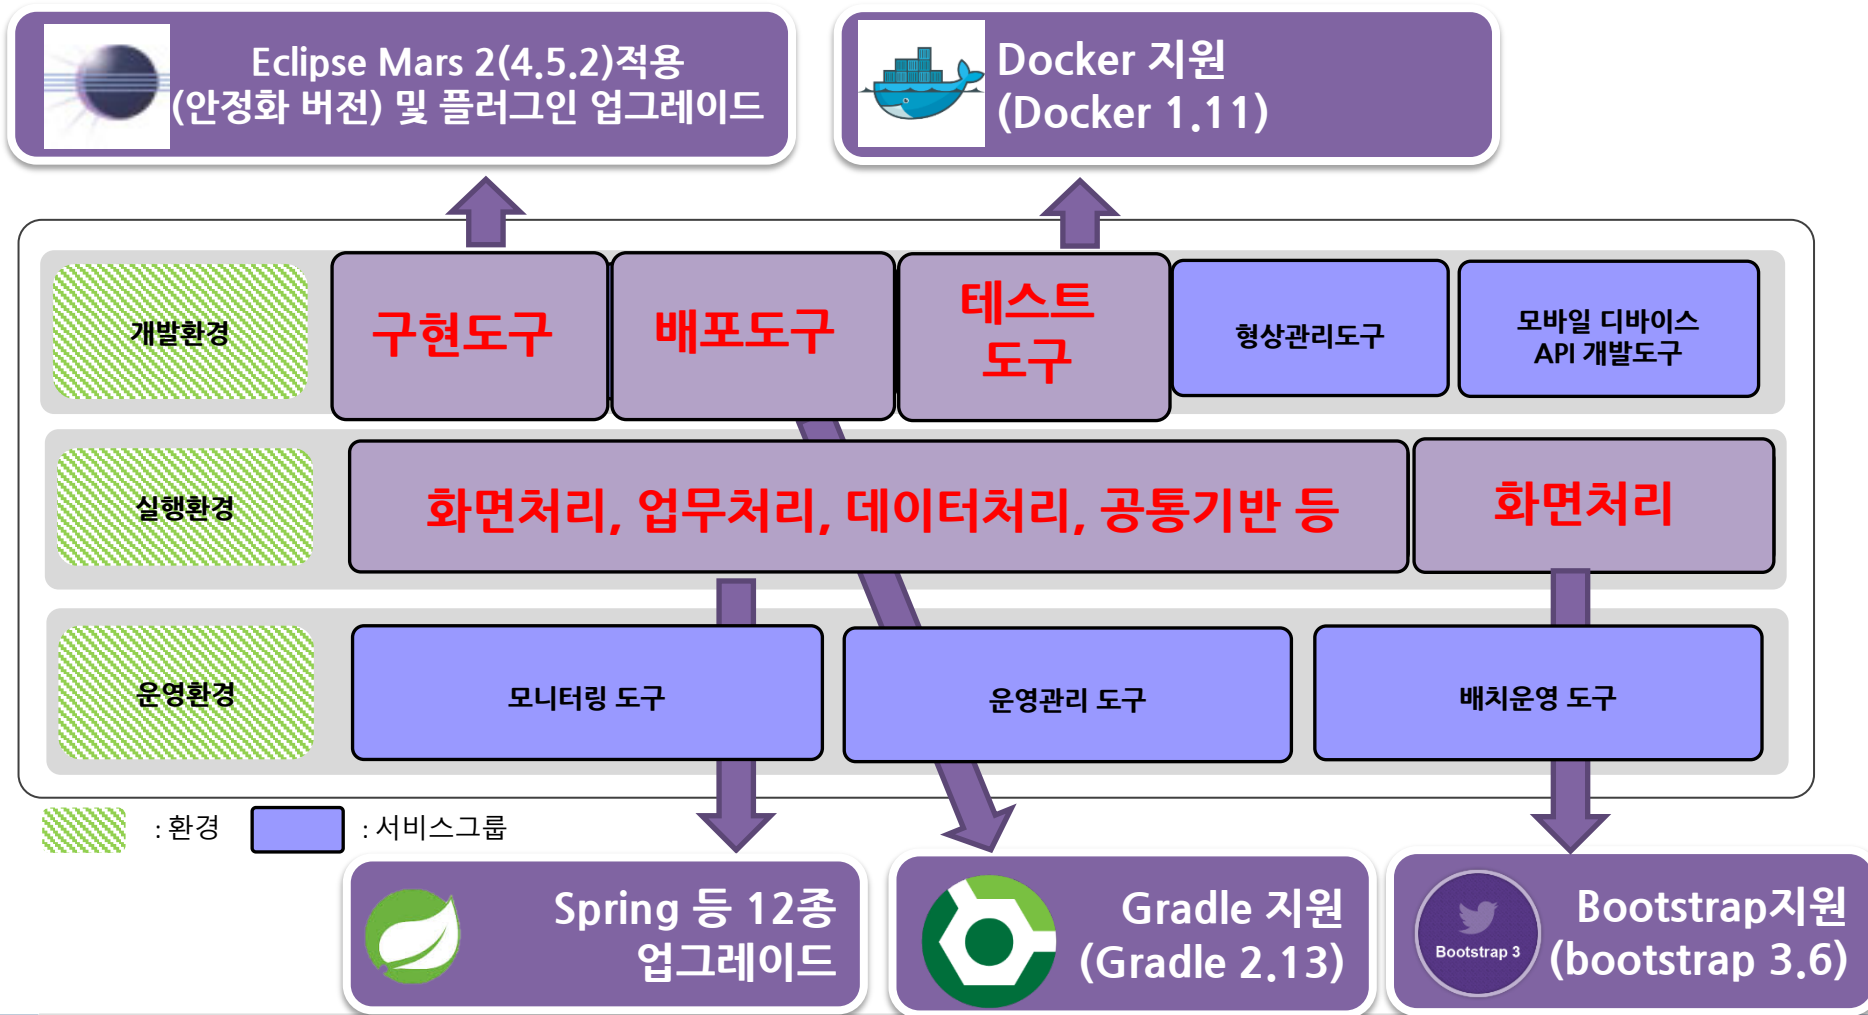 Eclipse Mars 2(4.5.2)적용
(안정화 버전) 및 플러그인 업그레이드
Docker 지원
(Docker 1.11)
개발환경
구현도구
배포도구
테스트
도구
형상관리도구
모바일 디바이스
API 개발도구
실행환경
화면처리, 업무처리, 데이터처리, 공통기반 등
화면처리
운영환경
모니터링 도구
운영관리 도구
배치운영 도구
: 환경
: 서비스그룹
Spring 등 12종
업그레이드
Gradle 지원
(Gradle 2.13)
Bootstrap 3
Bootstrap지원
(bootstrap 3.6)